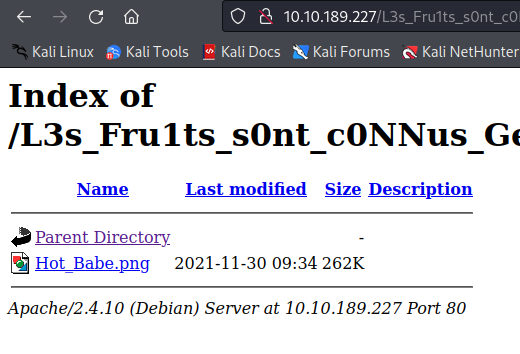 10.10.189.227/L3s_Fru1ts_s0nt_c0
Kali Linux Kali Tools Kali Docs Kali Forums Kali NetHunter
Index of
/L3s_Fru1ts_s0nt_c0NNus_Ge
Name Last modified Size Description
Parent Directory -
Hot_Babe.png 2021-11-30 09:34 262K
Apache/2.4.10 (Debian) Server at 10.10.189.227 Port 80